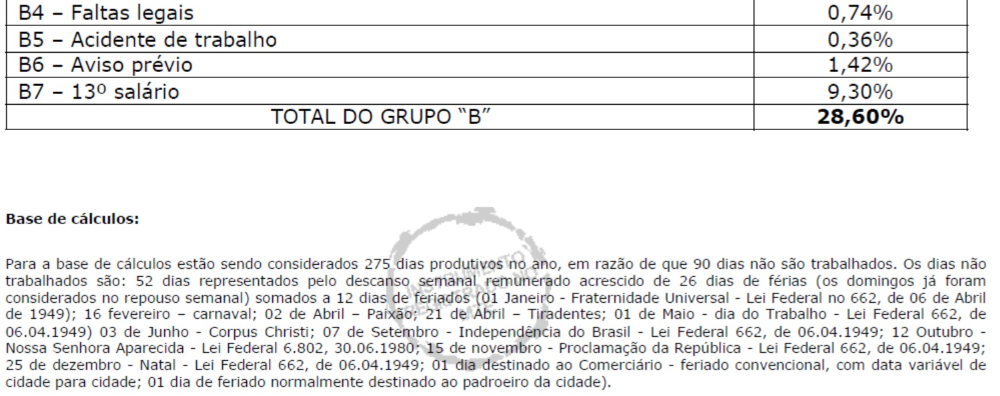 B4 – Faltas legais 0,74%
B5 – Acidente de trabalho 0,36%
B6 – Aviso prévio 1,42%
B7 – 13º salário 9,30%
TOTAL DO GRUPO “B” 28,60%
Base de cálculos:
Para a base de cálculos estão sendo considerados 275 dias produtivos no ano, em razão de que 90 dias não são trabalhados. Os dias não
trabalhados são: 52 dias representados pelo descanso semanal remunerado acrescido de 26 dias de férias (os domingos já foram
considerados no repouso semanal) somados a 12 dias de feriados (01 Janeiro - Fraternidade Universal - Lei Federal no 662, de 06 de Abril
de 1949); 16 fevereiro – carnaval; 02 de Abril – Paixão; 21 de Abril – Tiradentes; 01 de Maio - dia do Trabalho - Lei Federal 662, de
06.04.1949) 03 de Junho - Corpus Christi; 07 de Setembro - Independência do Brasil - Lei Federal 662, de 06.04.1949; 12 Outubro -
Nossa Senhora Aparecida - Lei Federal 6.802, 30.06.1980; 15 de novembro - Proclamação da República - Lei Federal 662, de 06.04.1949;
25 de dezembro - Natal - Lei Federal 662, de 06.04.1949; 01 dia destinado ao Comerciário - feriado convencional, com data variável de
cidade para cidade; 01 dia de feriado normalmente destinado ao padroeiro da cidade).
INSTRUMENTO
REGISTRADO NO
MTE